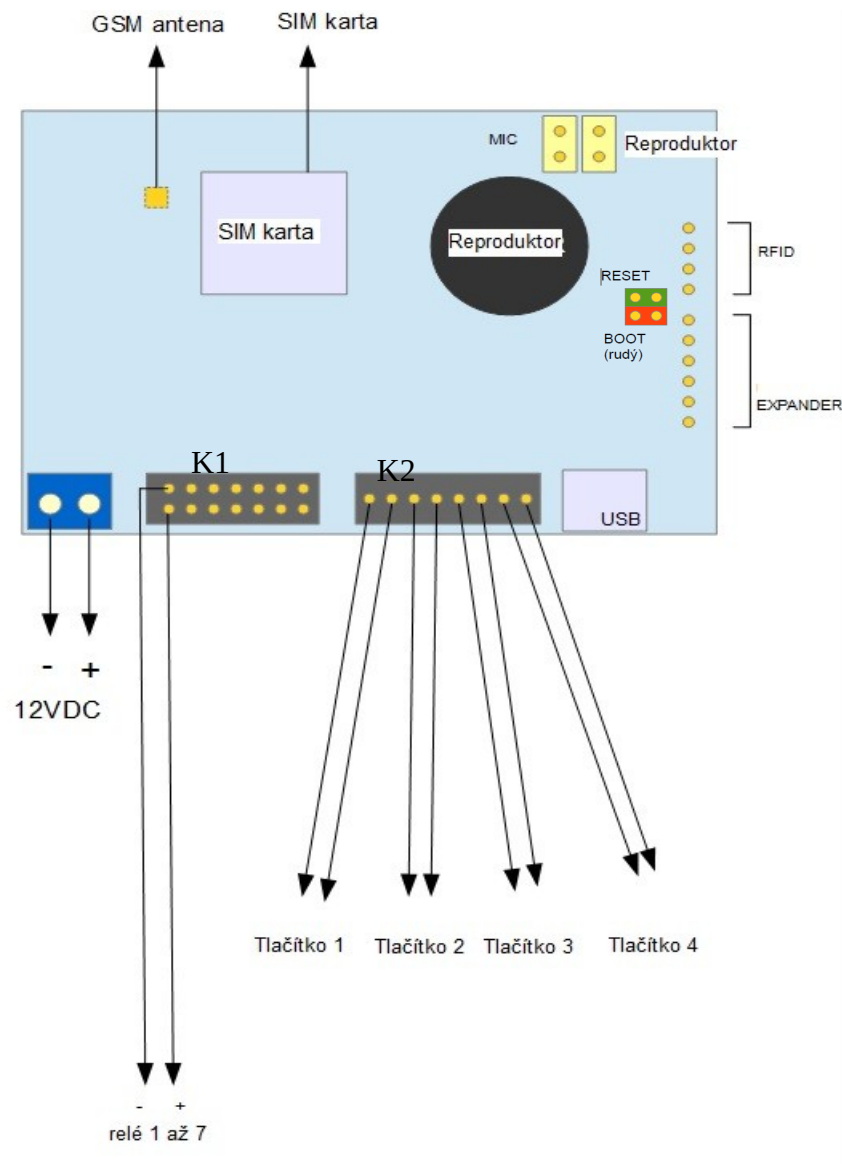 GSM antena
SIM karta
MIC
Reproduktor
SIM karta
Reproduktor
RFID
RESET
BOOT
(rudý)
EXPANDER
K1
K2
USB
- +
12VDC
Tlačítko 1
Tlačítko 2
Tlačítko 3
Tlačítko 4
- +
relé 1 až 7